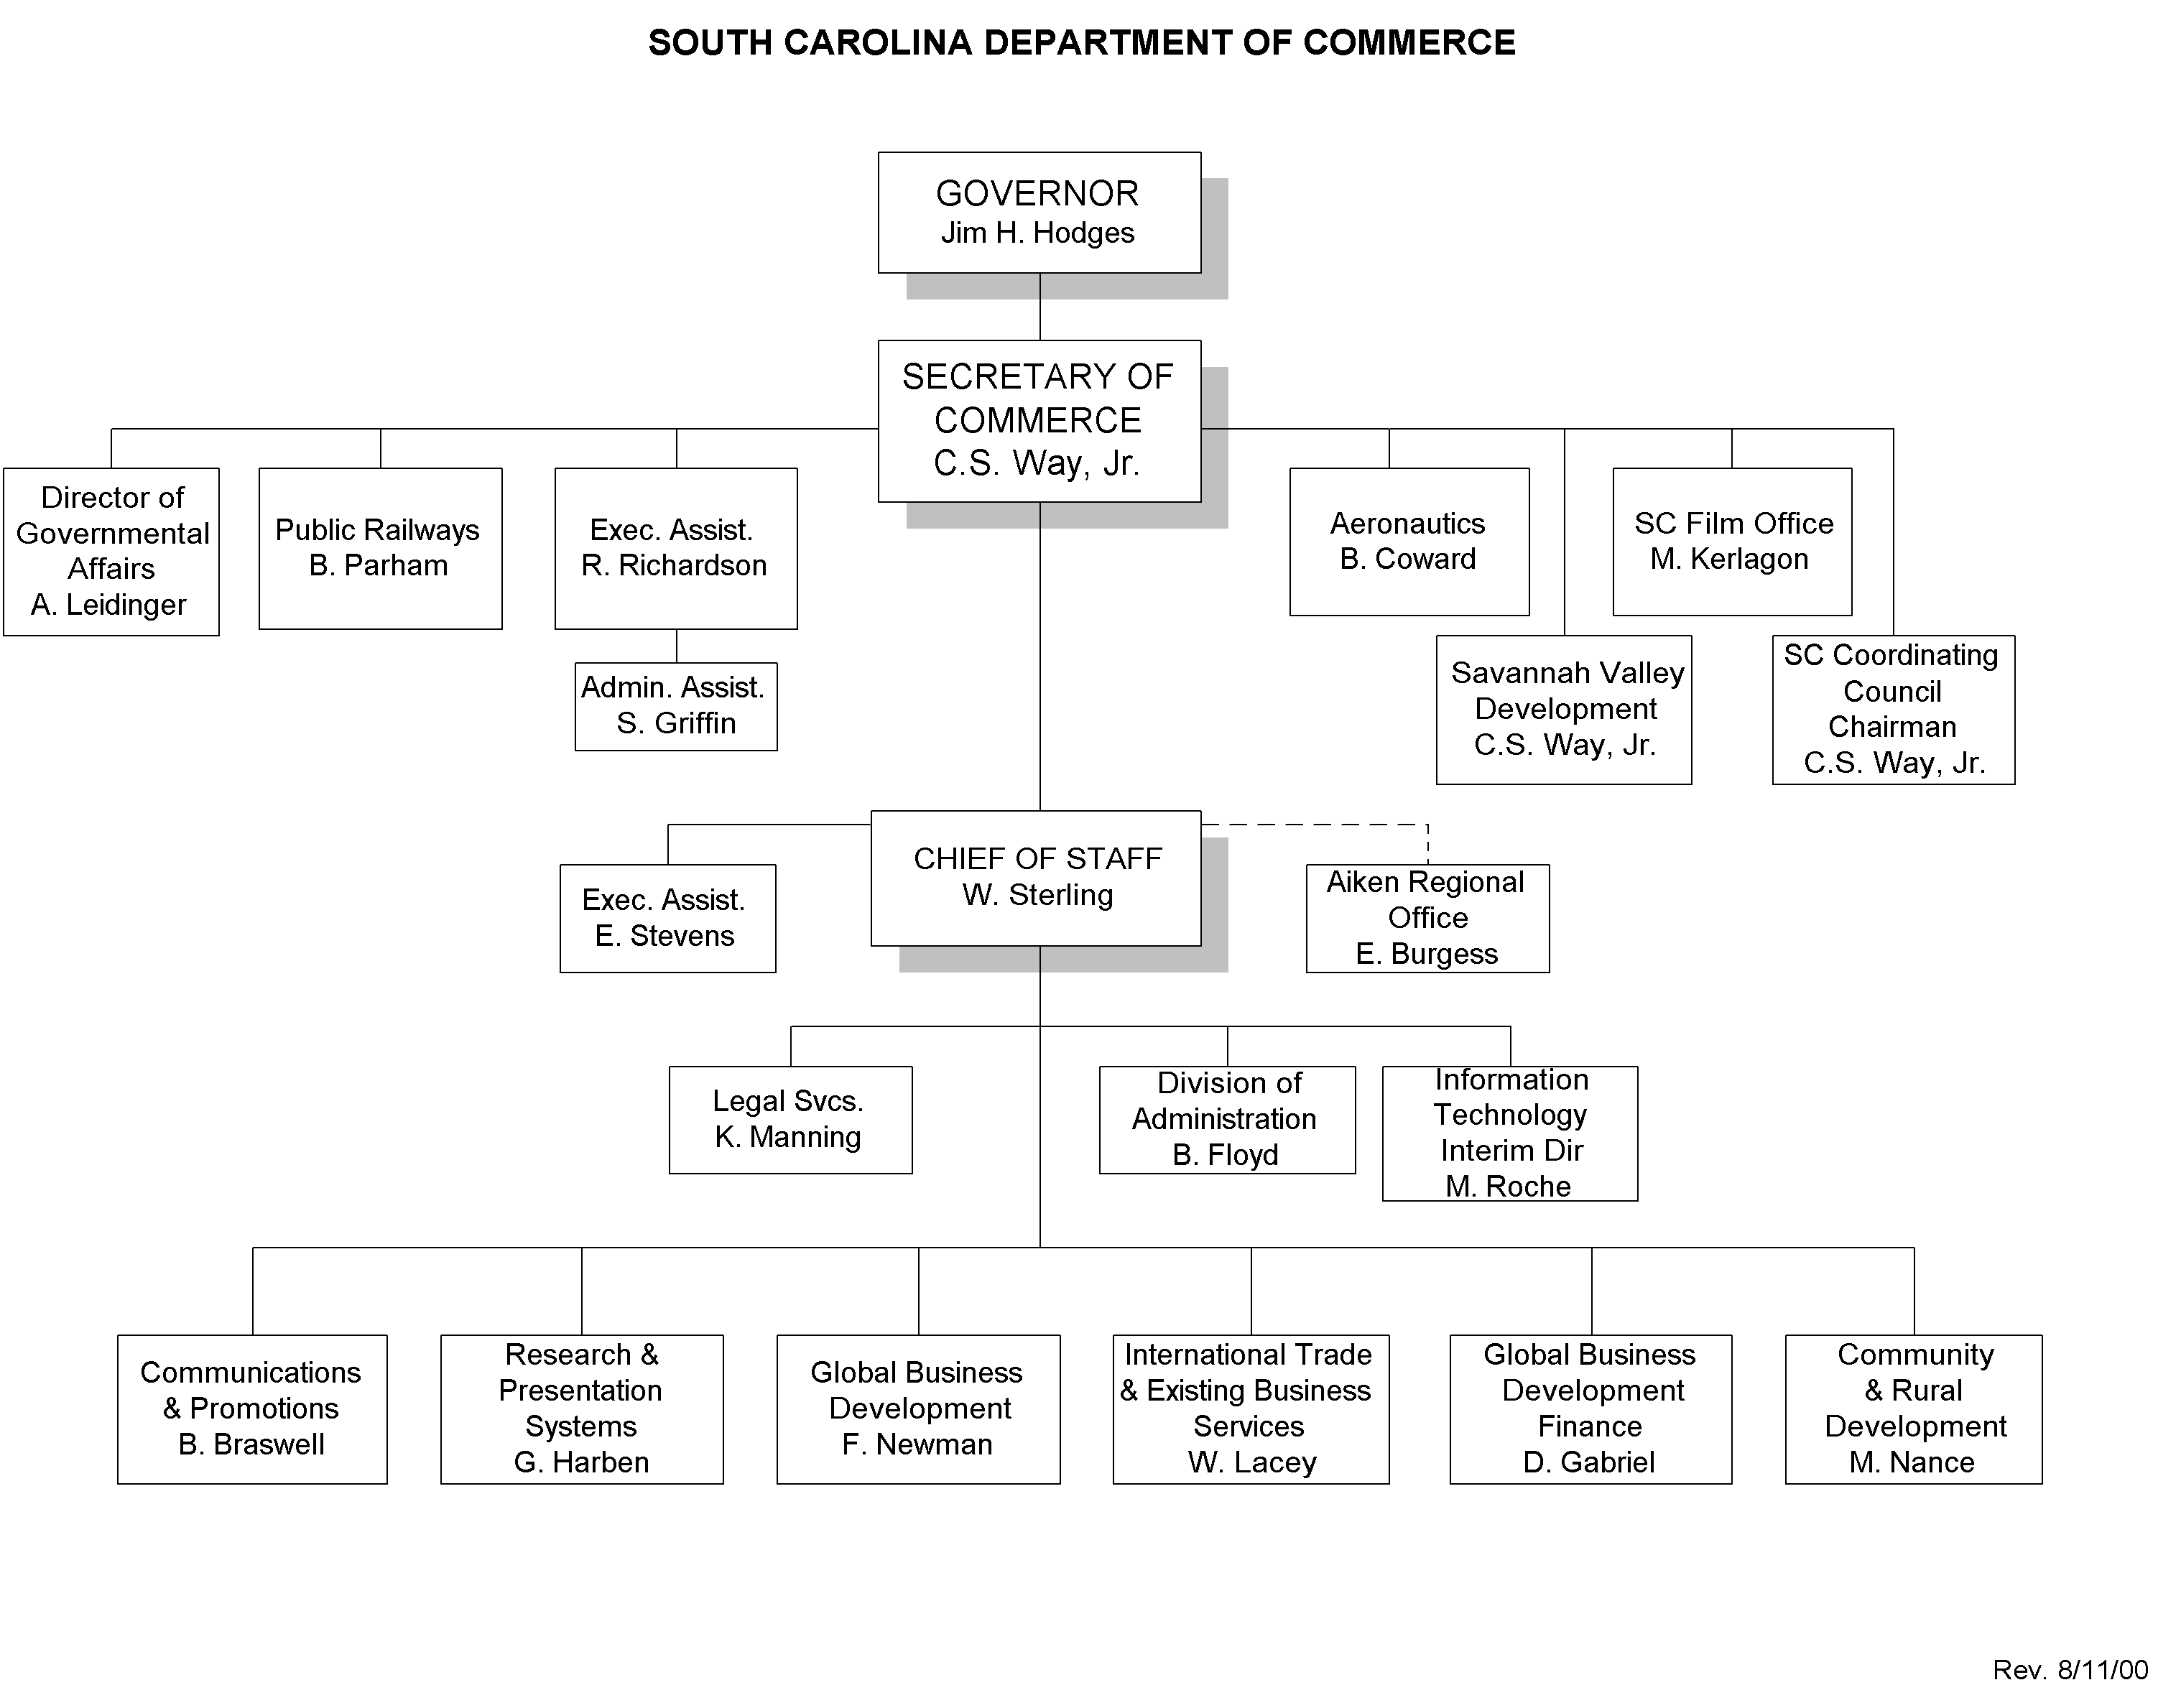 SOUTH CAROLINA DEPARTMENT OF COMMERCE
GOVERNOR
Jim H. Hodges
SECRETARY OF
COMMERCE
C.S. Way, Jr.
Director of
Governmental
Affairs
A. Leidinger
Public Railways
B. Parham
Exec. Assist.
R. Richardson
Admin. Assist.
S. Griffin
Aeronautics
B. Coward
SC Film Office
M. Kerlagon
Savannah Valley
Development
C.S. Way, Jr.
SC Coordinating
Council
Chairman
C.S. Way, Jr.
CHIEF OF STAFF
W. Sterling
Exec. Assist.
E. Stevens
Aiken Regional
Office
E. Burgess
Legal Svcs.
K. Manning
Division of
Administration
B. Floyd
Information
Technology
Interim Dir
M. Roche
Communications
& Promotions
B. Braswell
Research &
Presentation
Systems
G. Harben
Global Business
Development
F. Newman
International Trade
& Existing Business
Services
W. Lacey
Global Business
Development
Finance
D. Gabriel
Community
& Rural
Development
M. Nance
Rev. 8/11/00